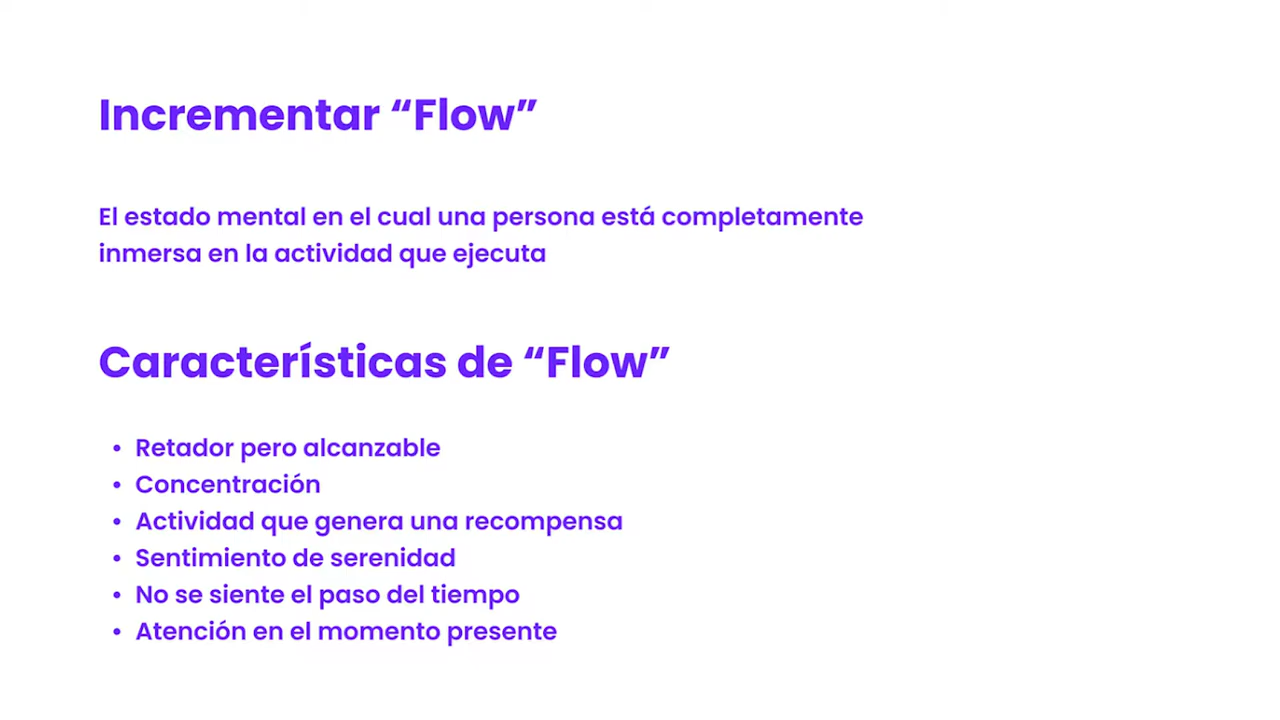 Incrementar “Flow”
El estado mental en el cual una persona está completamente
inmersa en la actividad que ejecuta
Características de “Flow”
• Retador pero alcanzable
• Concentración
• Actividad que genera una recompensa
• Sentimiento de serenidad
• No se siente el paso del tiempo
• Atención en el momento presente